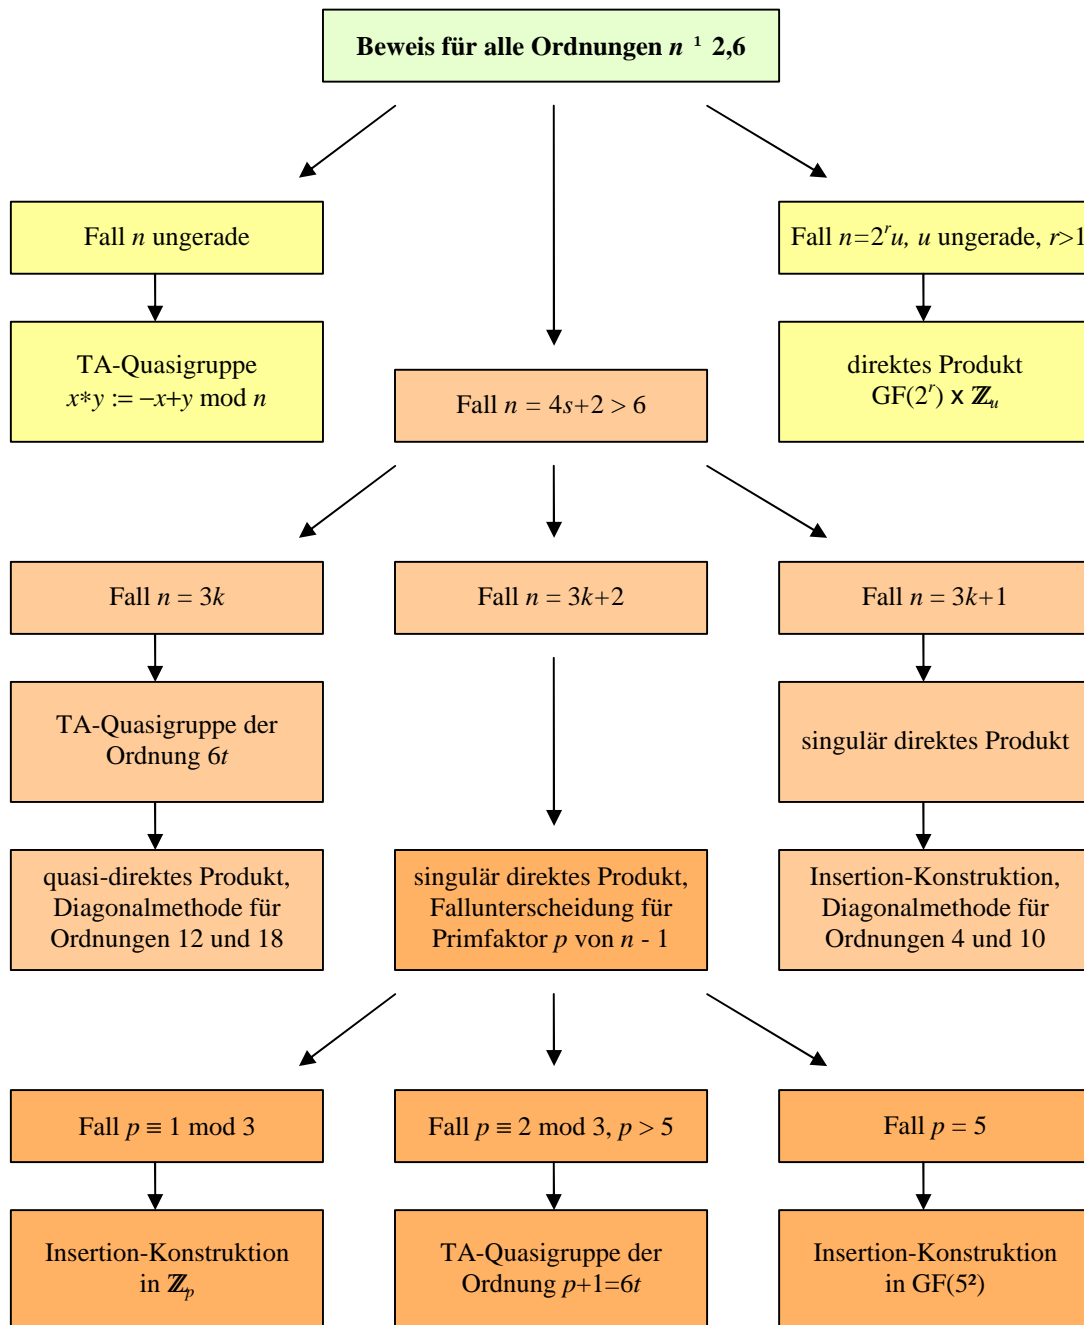 Beweis für alle Ordnungen n ¹ 2,6
Fall n ungerade
Fall n=2ʳu, u ungerade, r>1
TA-Quasigruppe
x*y := –x+y mod n
direktes Produkt
GF(2ʳ) x ℤᵤ
Fall n = 4s+2 > 6
Fall n = 3k
Fall n = 3k+2
Fall n = 3k+1
TA-Quasigruppe der
Ordnung 6t
singulär direktes Produkt
quasi-direktes Produkt,
Diagonalmethode für
Ordnungen 12 und 18
singulär direktes Produkt,
Fallunterscheidung für
Primfaktor p von n - 1
Insertion-Konstruktion,
Diagonalmethode für
Ordnungen 4 und 10
Fall p ≡ 1 mod 3
Fall p ≡ 2 mod 3, p > 5
Fall p = 5
Insertion-Konstruktion
in ℤₚ
TA-Quasigruppe der
Ordnung p+1=6t
Insertion-Konstruktion
in GF(5²)